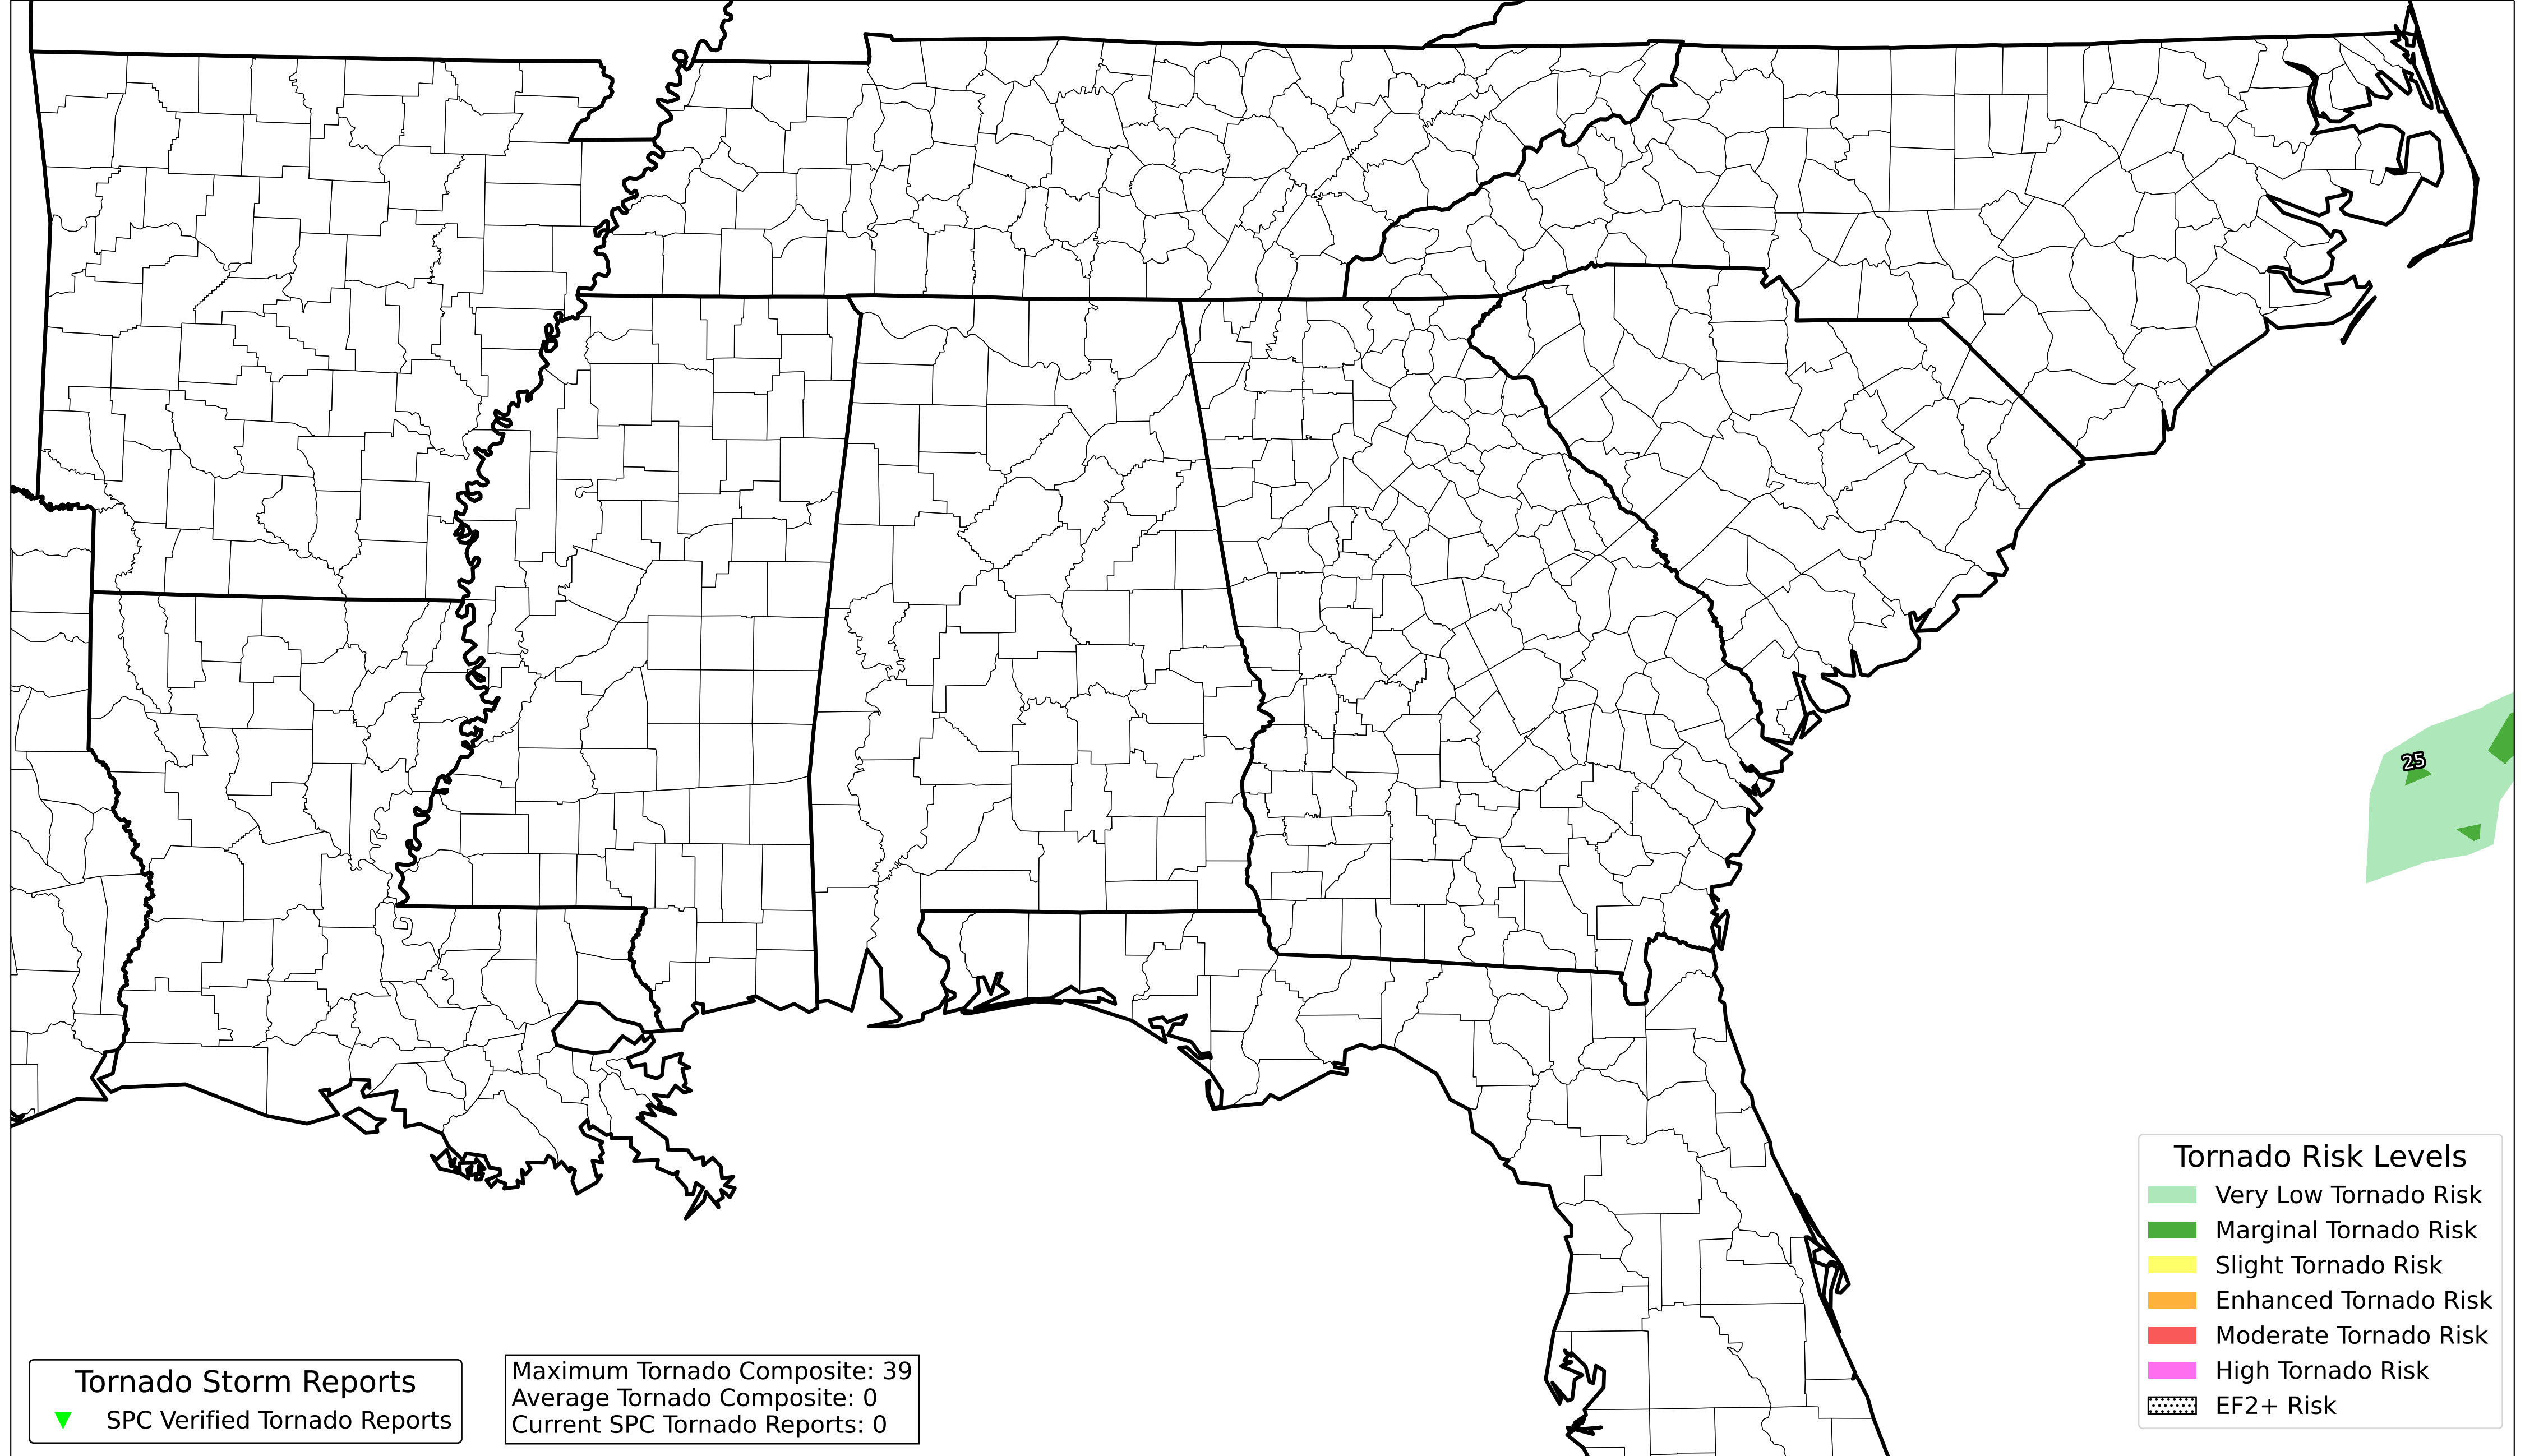 25
Tornado Risk Levels
Very Low Tornado Risk
Marginal Tornado Risk
Slight Tornado Risk
Enhanced Tornado Risk
Moderate Tornado Risk
High Tornado Risk
EF2+ Risk
Tornado Storm Reports
SPC Verified Tornado Reports
Maximum Tornado Composite: 39
Average Tornado Composite: 0
Current SPC Tornado Reports: 0